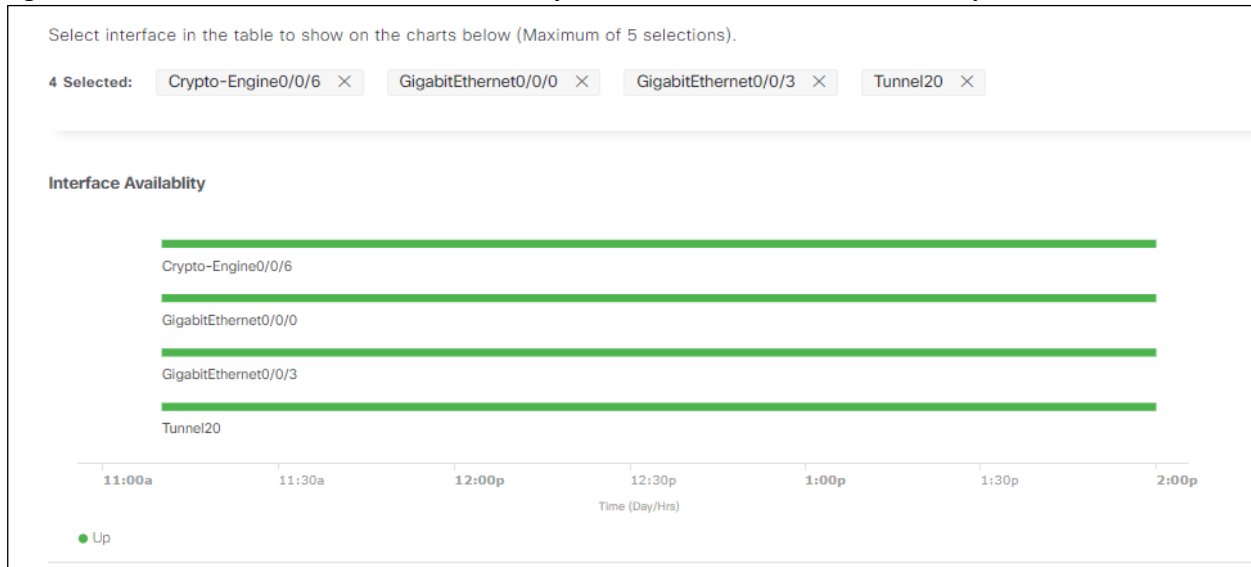 Select interface in the table to show on the charts below (Maximum of 5 selections).
4 Selected: Crypto-Engine0/0/6 × GigabitEthernet0/0/0 × GigabitEthernet0/0/3 × Tunnel20 ×
Interface Availablity
Crypto-Engine0/0/6
GigabitEthernet0/0/0
GigabitEthernet0/0/3
Tunnel20
11:00a 11:30a 12:00p 12:30p 1:00p 1:30p 2:00p
Time (Day/Hrs)
Up